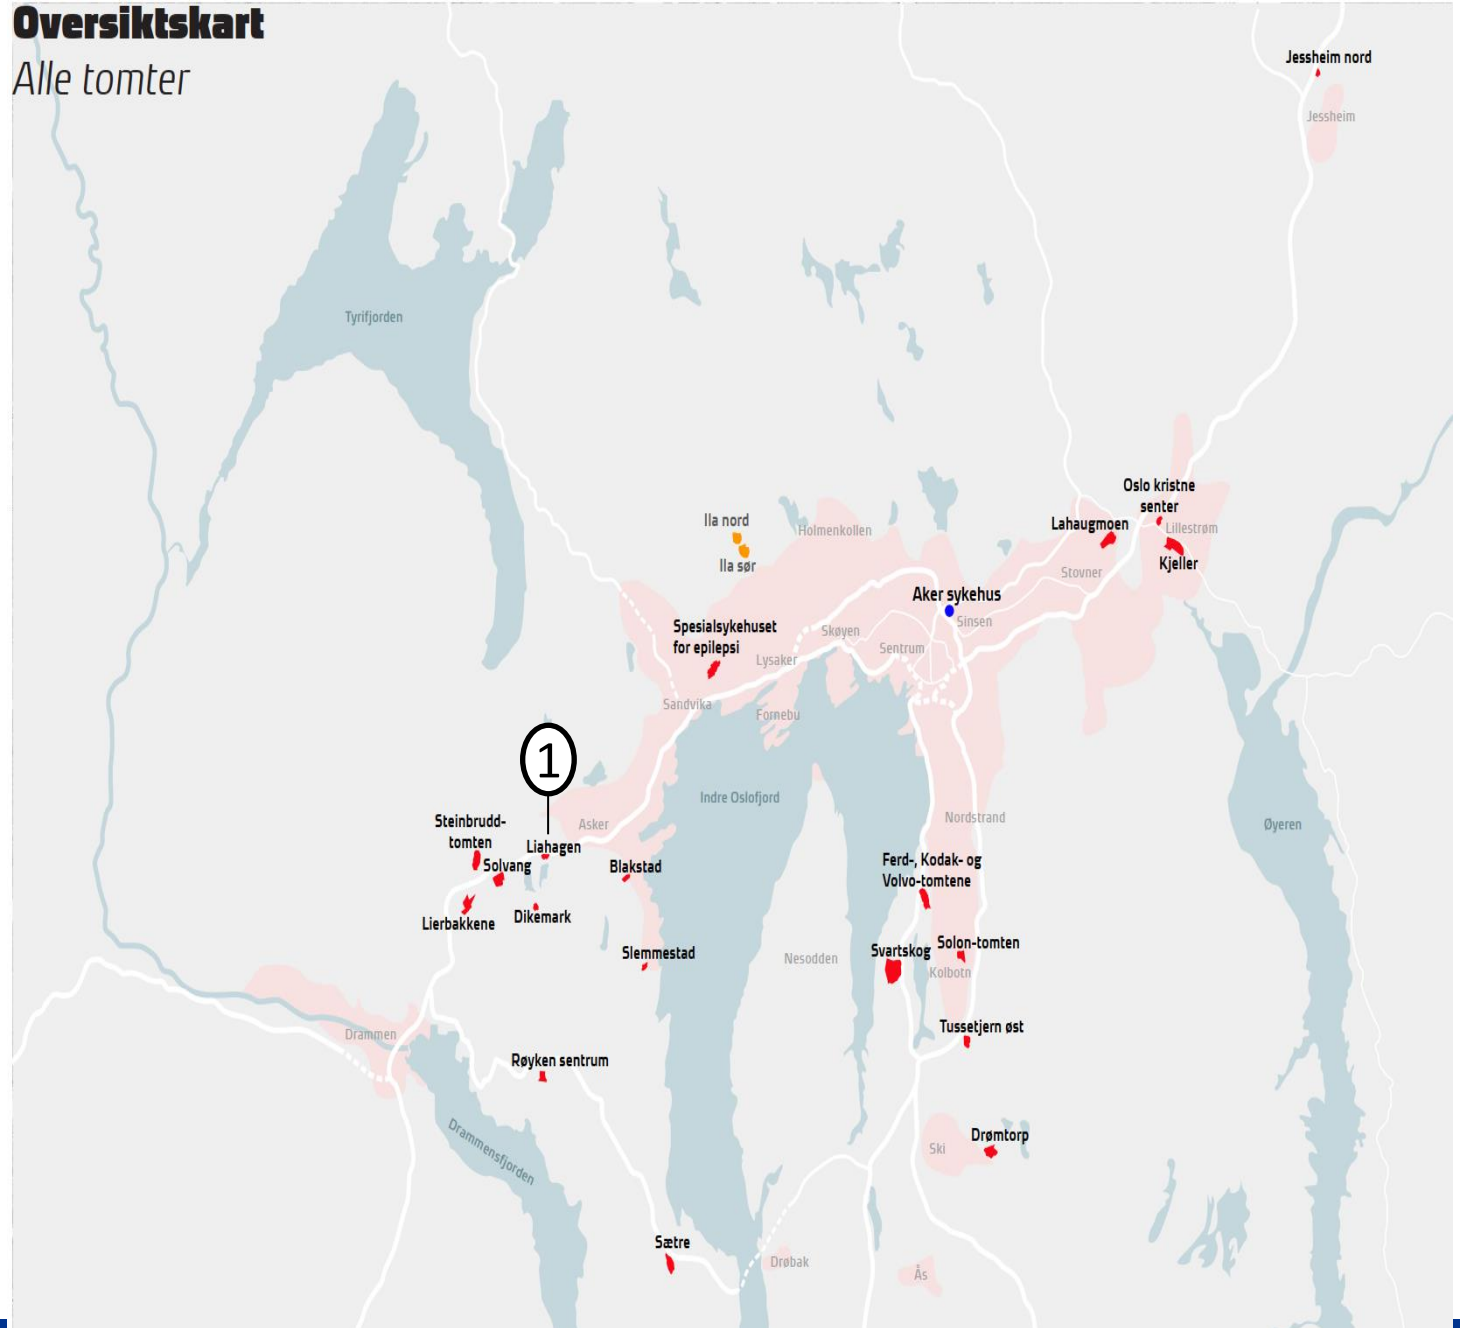 Oversiktskart
Alle tomter
Jessheim nord
Jessheim
Tyrifjorden
Oslo kristne
senter
Ila nord
Holmenkollen
Lahaugmoen
Lillestrøm
Ila sør
Kjeller
Stovner
Aker sykehus
Sinsen
Spesialsykehuset
for epilepsi
Skøyen
Sentrum
Lysaker
Sandvika
Fornebu
1
Indre Oslofjord
Steinbrudd-
tomten
Asker
Nordstrand
Øyeren
Liahagen
Solvang
Blakstad
Ferd-, Kodak- og
Volvo-tomtene
Lierbakkene
Dikemark
Slemmestad
Nesodden
Svartskog
Solon-tomten
Kolbotn
Drammen
Tussetjern øst
Røyken sentrum
Drammensfjorden
Ski
Drømtorp
Sætre
Drøbak
Ås